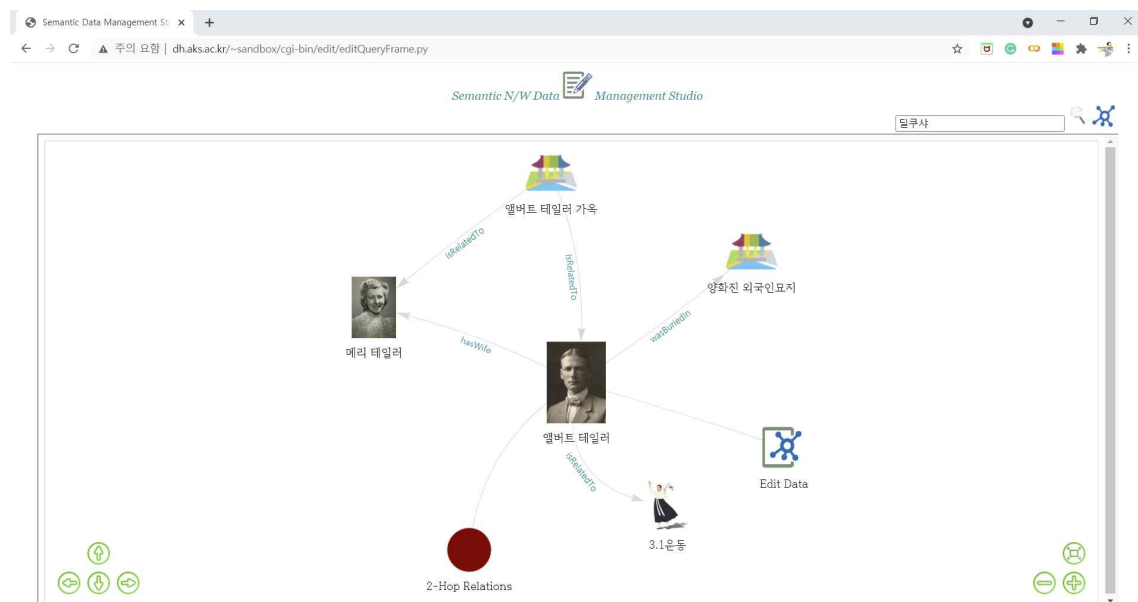 Semantic Data Management St
주의 요함 | dh.aks.ac.kr/~sandbox/cgi-bin/edit/editQueryFrame.py
Semantic N/W Data Management Studio
딜쿠샤
앨버트 테일러 가옥
isRelatedTo
isRelatedTo
양화진 외국인묘지
메리 테일러
hasWife
wasBuriedIn
앨버트 테일러
isRelatedTo
Edit Data
3.1운동
2-Hop Relations